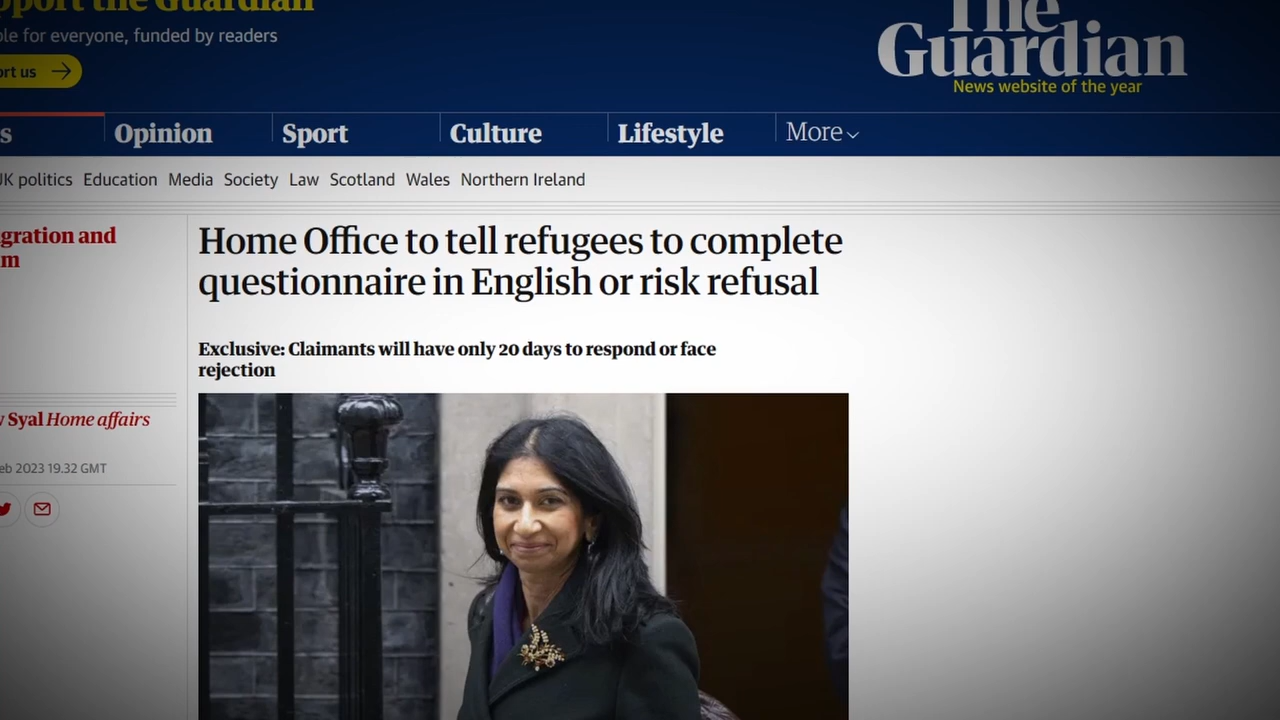 pport the Guardian
ble for everyone, funded by readers
ort us
The
Guardian
News website of the year
s
Opinion
Sport
Culture
Lifestyle
More
UK politics
Education
Media
Society
Law
Scotland
Wales
Northern Ireland
gration and
m
Home Office to tell refugees to complete
questionnaire in English or risk refusal
Exclusive: Claimants will have only 20 days to respond or face
rejection
y Syal Home affairs
eb 2023 19.32 GMT